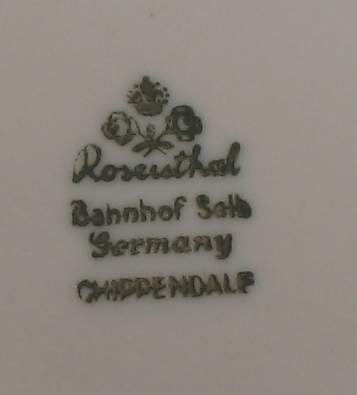 Rosenthal
Bahnhof Selb
Germany
CHIPPENDALE